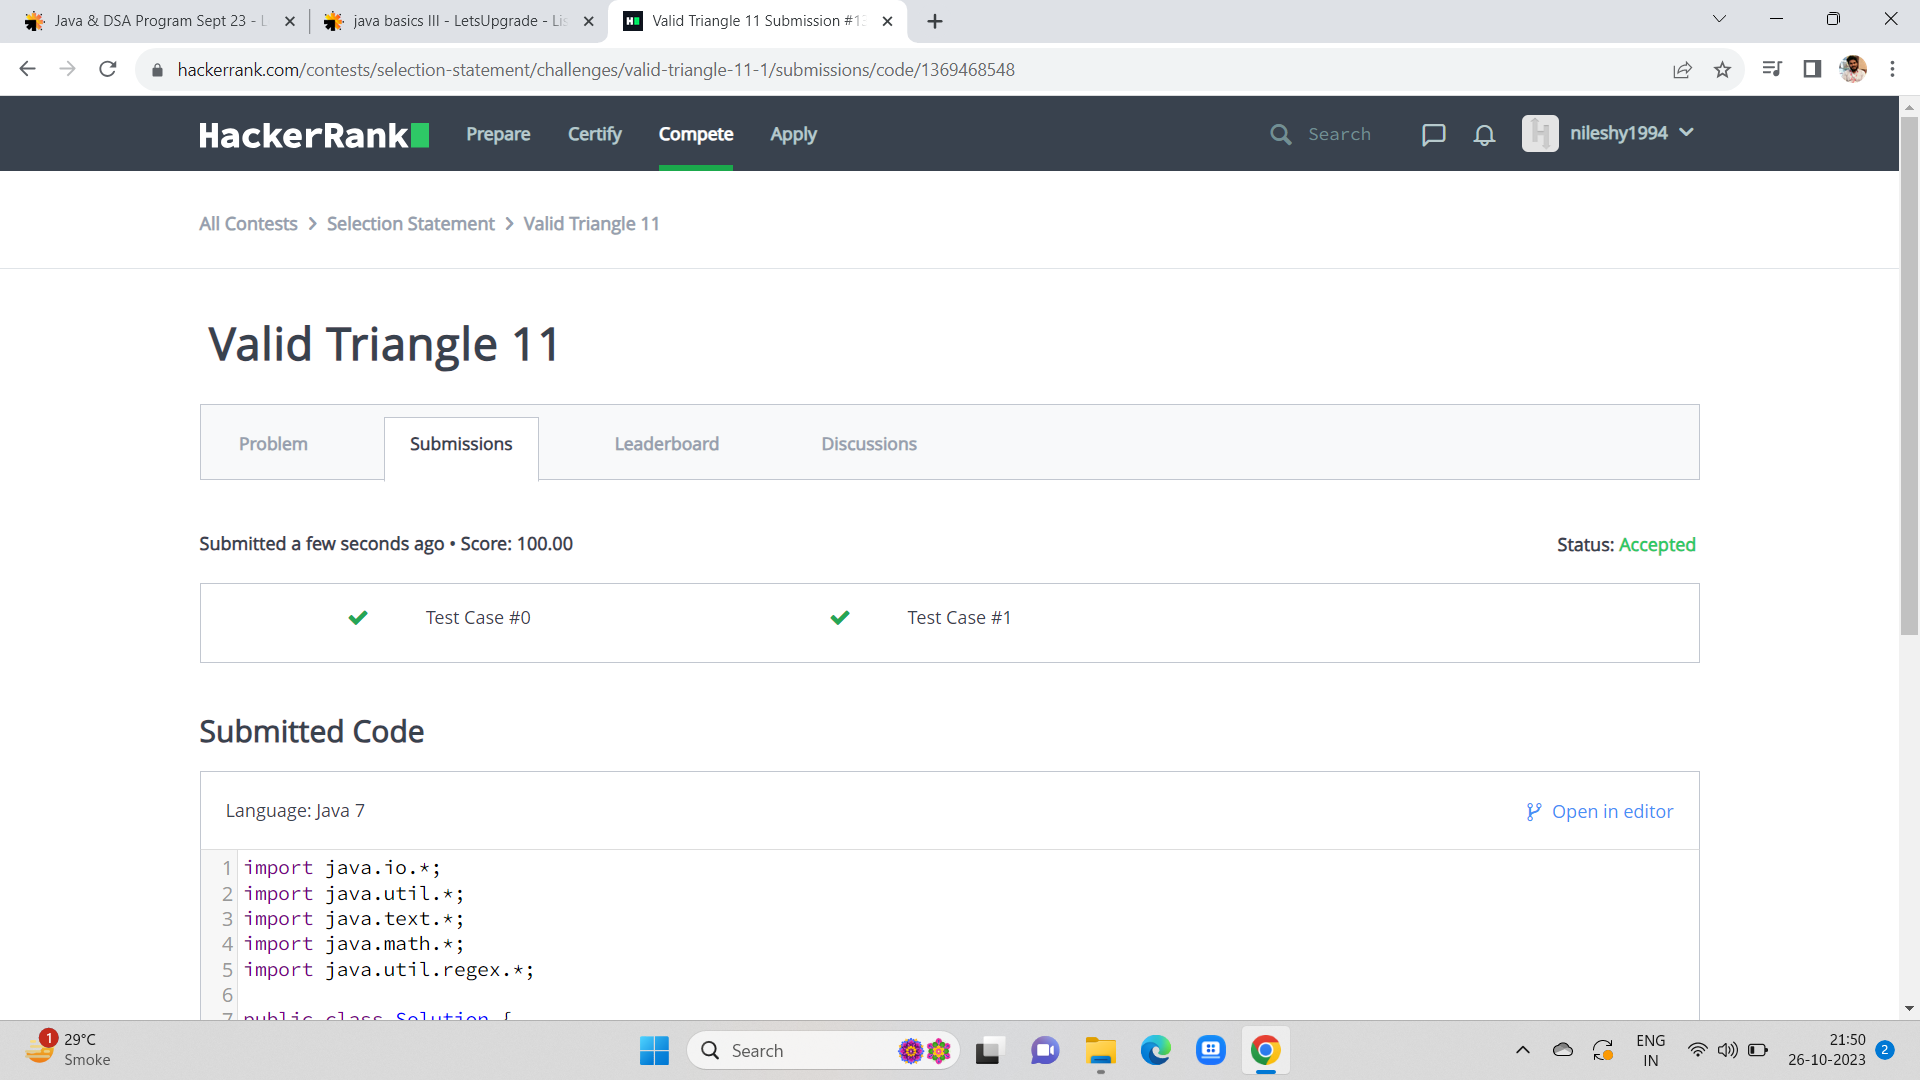 Java & DSA Program Sept 23 - L
java basics III - LetsUpgrade - Lis
Valid Triangle 11 Submission #13
hackerrank.com/contests/selection-statement/challenges/valid-triangle-11-1/submissions/code/1369468548
HackerRank
Prepare
Certify
Compete
Apply
Search
nileshy1994
All Contests > Selection Statement > Valid Triangle 11
Valid Triangle 11
Problem
Submissions
Leaderboard
Discussions
Submitted a few seconds ago • Score: 100.00
Status: Accepted
Test Case #0
Test Case #1
Submitted Code
Language: Java 7
Open in editor
1 import java.io.*;
2 import java.util.*;
3 import java.text.*;
4 import java.math.*;
5 import java.util.regex.*;
6
7 public class Solution {
1
29°C
Smoke
Search
ENG
IN
21:50
26-10-2023
2